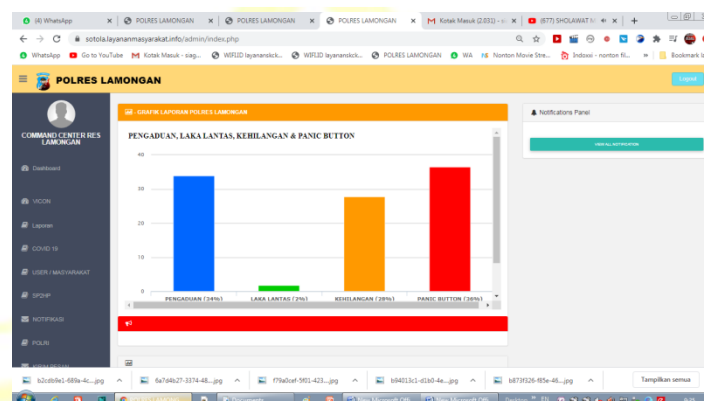 (4) WhatsApp
POLRES LAMONGAN
POLRES LAMONGAN
POLRES LAMONGAN
Kotak Masuk (2.031) - si
(677) SHOLAWAT
sotola.layananmasyarakat.info/admin/index.php
WhatsApp
Go to YouTube
Kotak Masuk - siag...
WIFI.ID layanankck...
WIFI.ID layanankck...
POLRES LAMONGAN
WA
Nonton Movie Stre...
Indoxxi - nonton fil...
»
Bookmark la
POLRES LAMONGAN
Logout
COMMAND CENTER RES
LAMONGAN
Dashboard
VICON
Laporan
COVID 19
USER / MASYARAKAT
SP2HP
NOTIFIKASI
POLRI
- GRAFIK LAPORAN POLRES LAMONGAN
PENGADUAN, LAKA LANTAS, KEHILANGAN & PANIC BUTTON
40
30
20
10
0
PENGADUAN (34%)
LAKA LANTAS (2%)
KEHILANGAN (28%)
PANIC BUTTON (36%)
Notifications Panel
VIEW ALL NOTIFICATION
b2cdb9e1-689a-4c....jpg
6a7d4b27-3374-48....jpg
f79a0cef-5f01-423....jpg
b94013c1-d1b0-4e....jpg
b873f326-f85e-46....jpg
Tampilkan semua